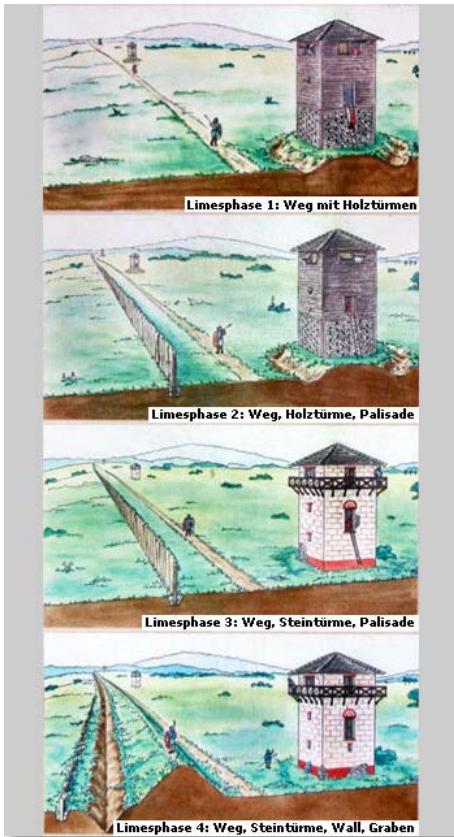 Limesphase 1: Weg mit Holztürmen
Limesphase 2: Weg, Holztürme, Palisade
Limesphase 3: Weg, Steintürme, Palisade
Limesphase 4: Weg, Steintürme, Wall, Graben